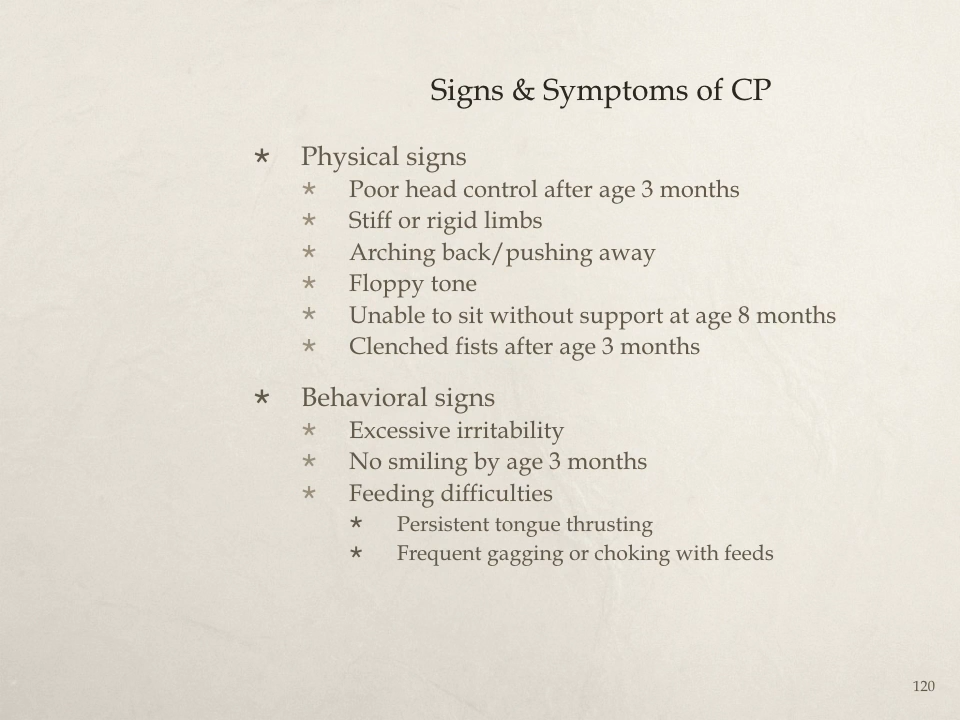 Signs & Symptoms of CP
* Physical signs
* Poor head control after age 3 months
* Stiff or rigid limbs
* Arching back/pushing away
* Floppy tone
* Unable to sit without support at age 8 months
* Clenched fists after age 3 months
* Behavioral signs
* Excessive irritability
* No smiling by age 3 months
* Feeding difficulties
* Persistent tongue thrusting
* Frequent gagging or choking with feeds
120